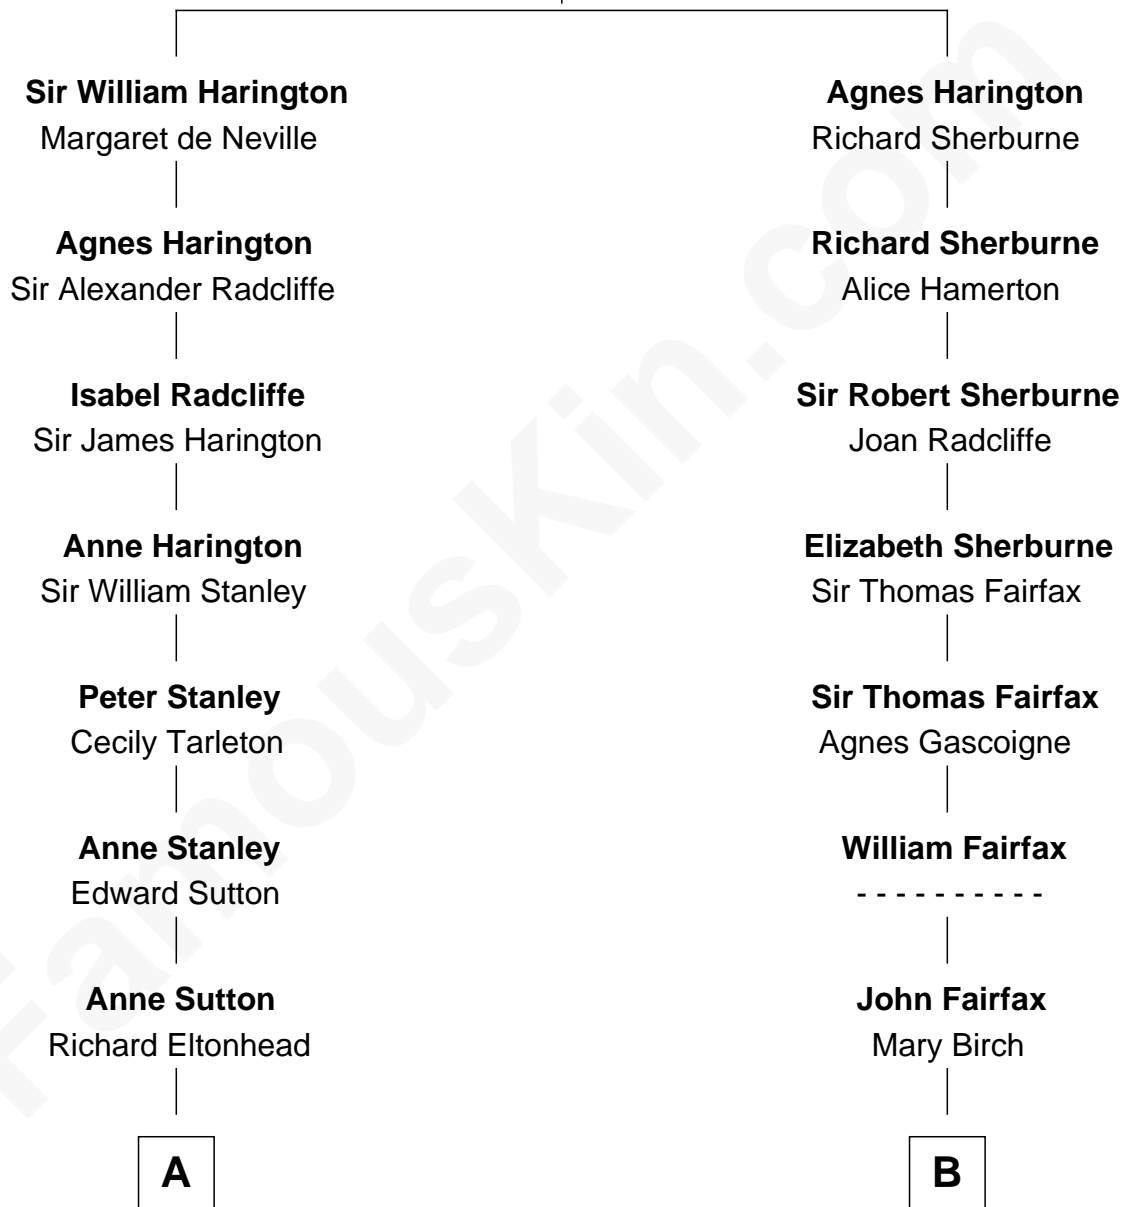 Sir William Harington
Margaret de Neville
Agnes Harington
Sir Alexander Radcliffe
Isabel Radcliffe
Sir James Harington
Anne Harington
Sir William Stanley
Peter Stanley
Cecily Tarleton
Anne Stanley
Edward Sutton
Anne Sutton
Richard Eltonhead
A
Agnes Harington
Richard Sherburne
Richard Sherburne
Alice Hamerton
Sir Robert Sherburne
Joan Radcliffe
Elizabeth Sherburne
Sir Thomas Fairfax
Sir Thomas Fairfax
Agnes Gascoigne
William Fairfax
- - - - - - - - - -
John Fairfax
Mary Birch
B
FamousKin.com